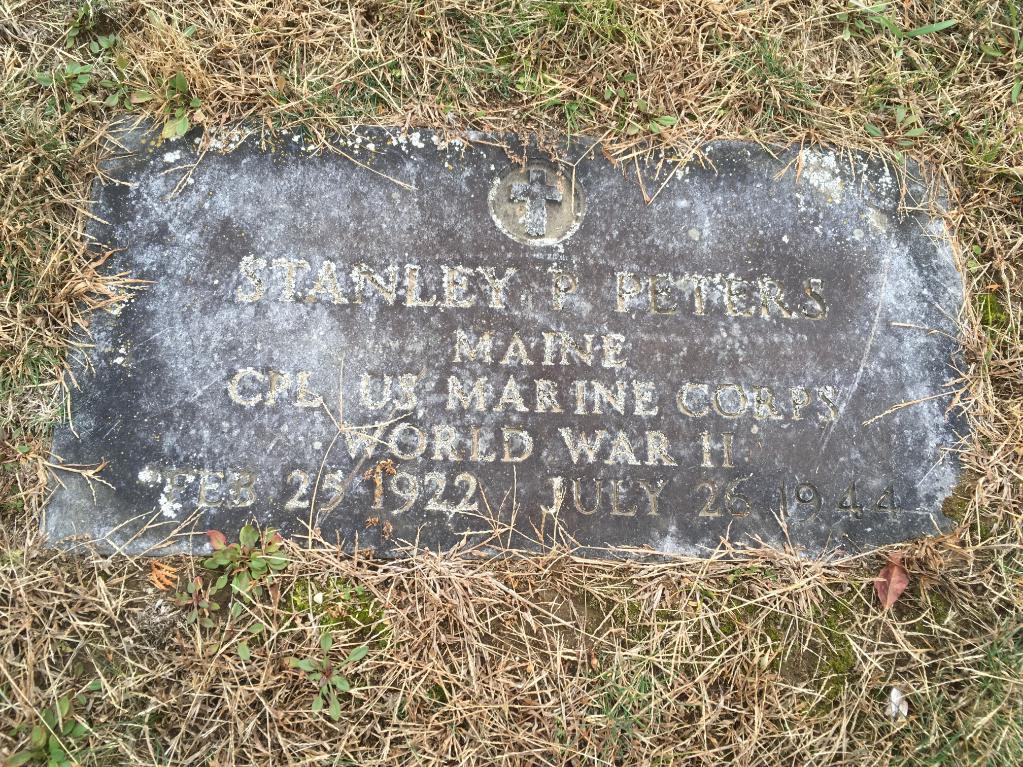 STANLEY P PETERS
MAINE
CPL US MARINE CORPS
WORLD WAR II
FEB 25 1922 JULY 26 1944